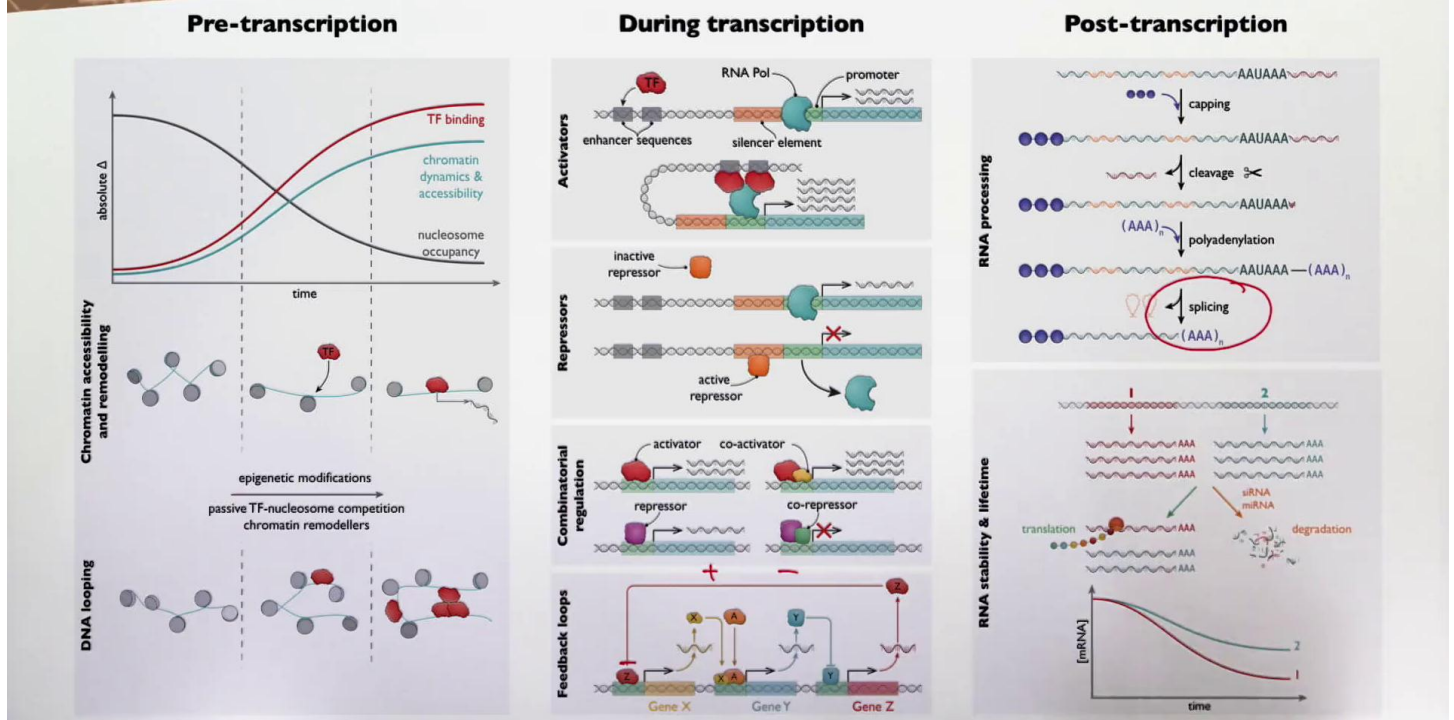 Pre-transcription
absolute Δ
TF binding
chromatin
dynamics &
accessibility
nucleosome
occupancy
time
Chromatin accessibility
and remodelling
TF
epigenetic modifications
passive TF-nucleosome competition
chromatin remodellers
DNA looping
During transcription
Activators
TF
RNA Pol
promoter
enhancer sequences
silencer element
Repressors
inactive
repressor
active
repressor
Combinatorial
regulation
activator
co-activator
repressor
co-repressor
+ −
Feedback loops
Z
X
A
Y
Z
X
A
Y
Gene X
Gene Y
Gene Z
Post-transcription
RNA processing
AAUAAA
capping
AAUAAA
cleavage
AAUAAA
(AAA)n
polyadenylation
AAUAAA
(AAA)n
splicing
(AAA)n
RNA stability & lifetime
1
2
AAA
AAA
AAA
AAA
AAA
AAA
siRNA
miRNA
translation
AAA
degradation
AAA
AAA
[mRNA]
2
1
time